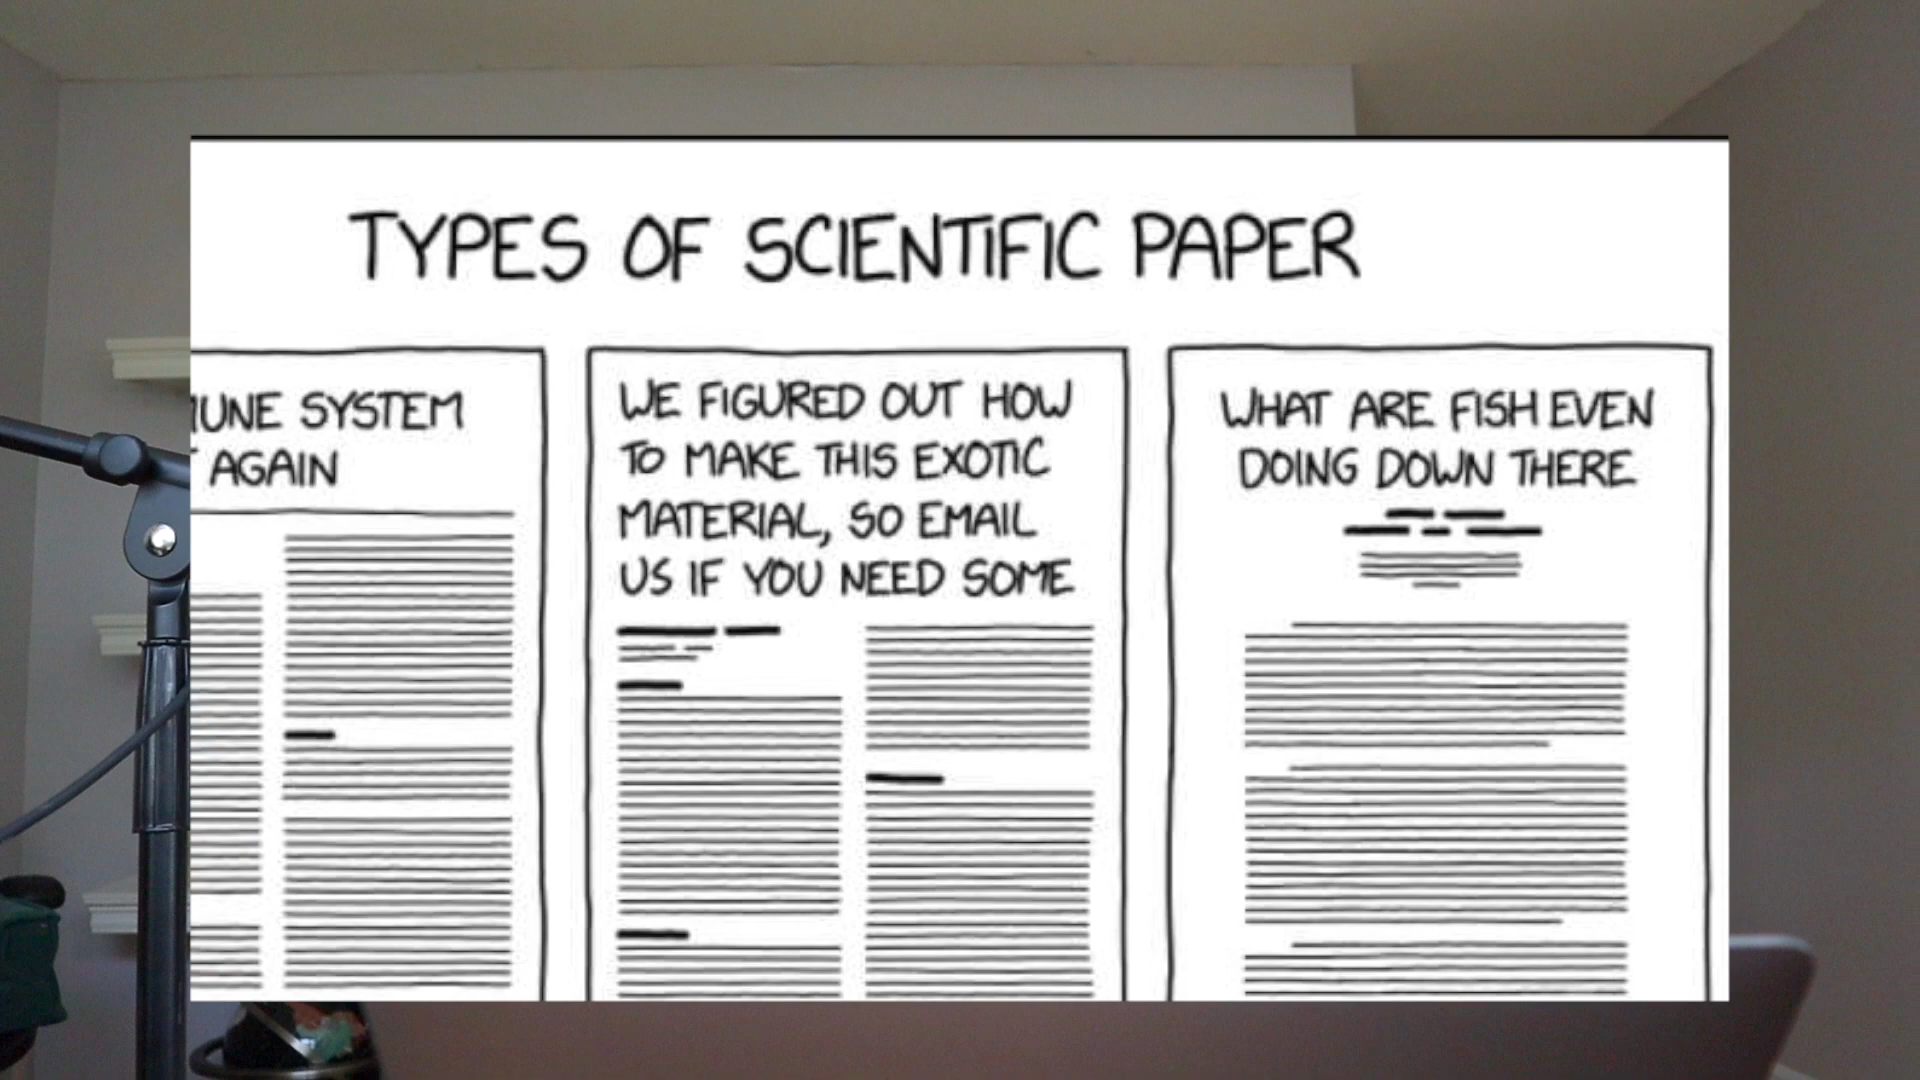 TYPES OF SCIENTIFIC PAPER
SYSTEM
AGAIN
WE FIGURED OUT HOW
TO MAKE THIS EXOTIC
MATERIAL, SO EMAIL
US IF YOU NEED SOME
WHAT ARE FISH EVEN
DOING DOWN THERE